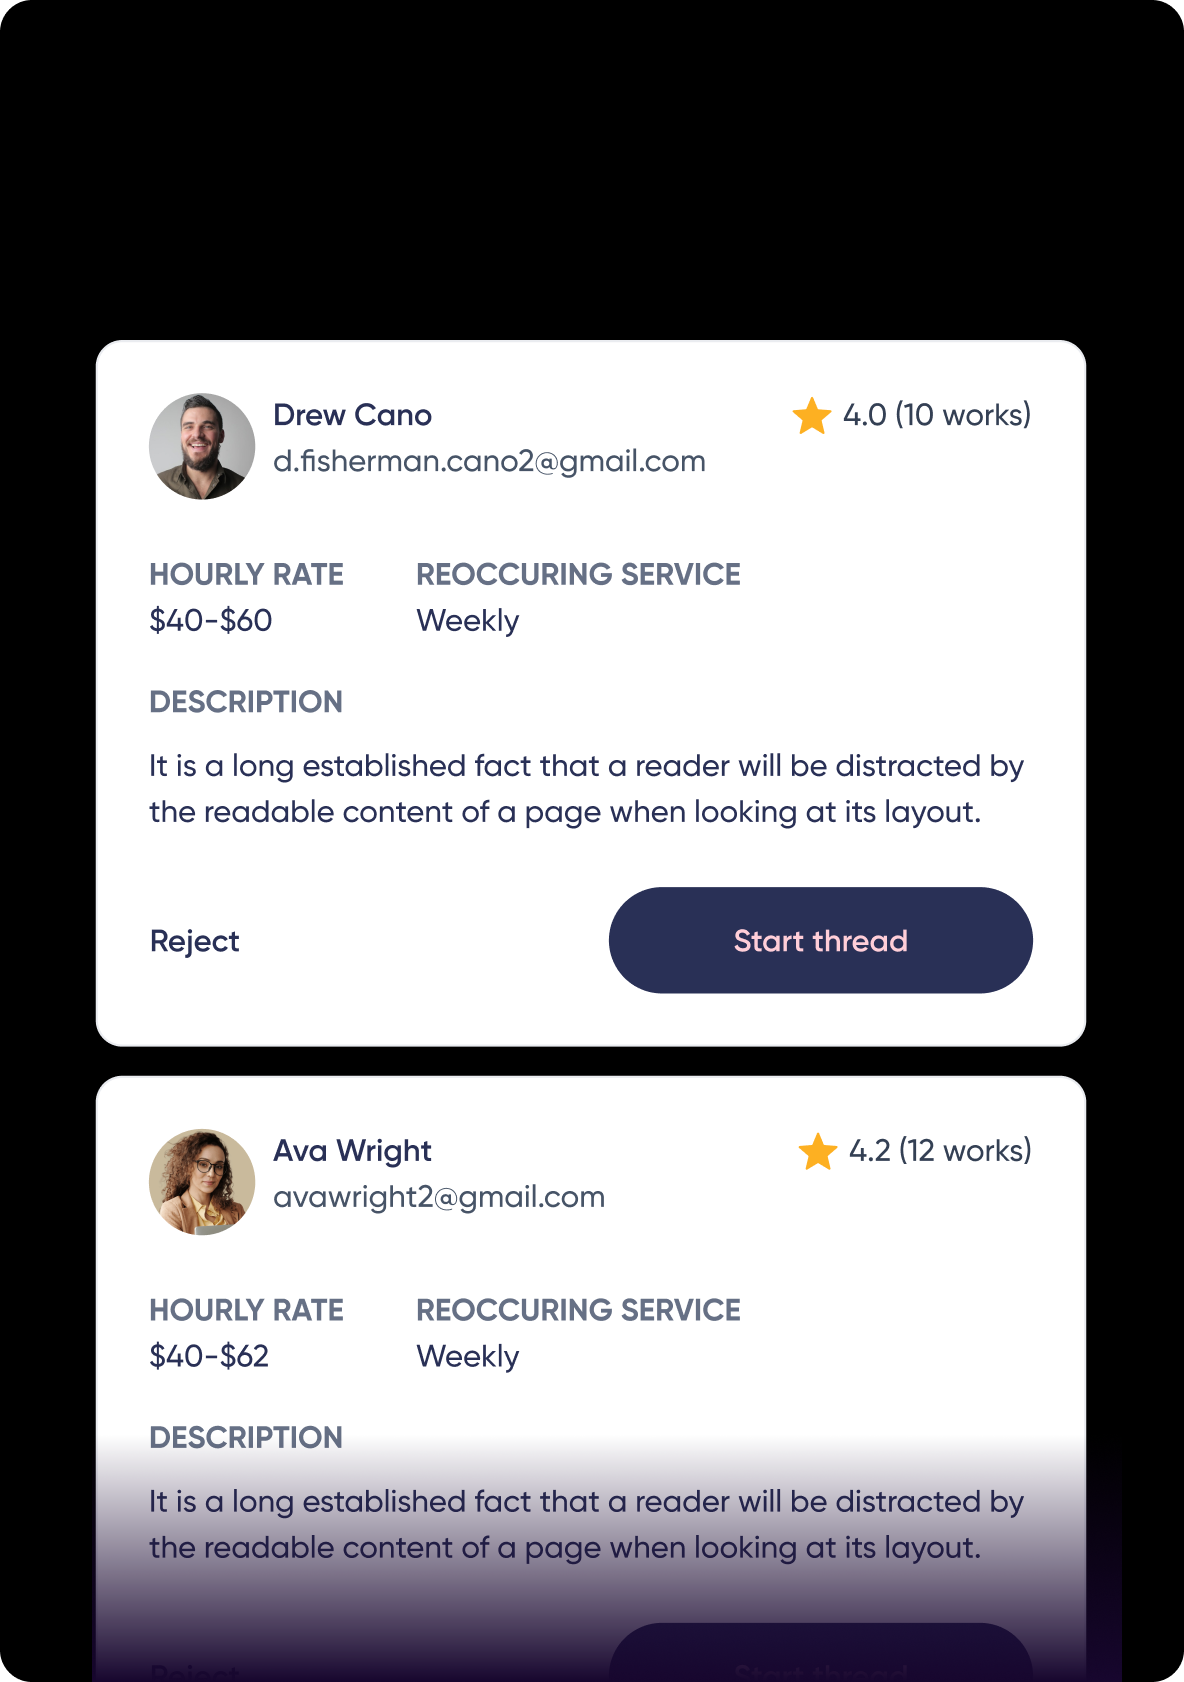 Drew Cano
4.0 (10 works)
d.fisherman.cano2@gmail.com
HOURLY RATE
REOCCURING SERVICE
$40-$60
Weekly
DESCRIPTION
It is a long established fact that a reader will be distracted by
the readable content of a page when looking at its layout.
Reject
Start thread
Ava Wright
4.2 (12 works)
avawright2@gmail.com
HOURLY RATE
REOCCURING SERVICE
$40-$62
Weekly
DESCRIPTION
It is a long established fact that a reader will be distracted by
the readable content of a page when looking at its layout.
Reject
Start thread